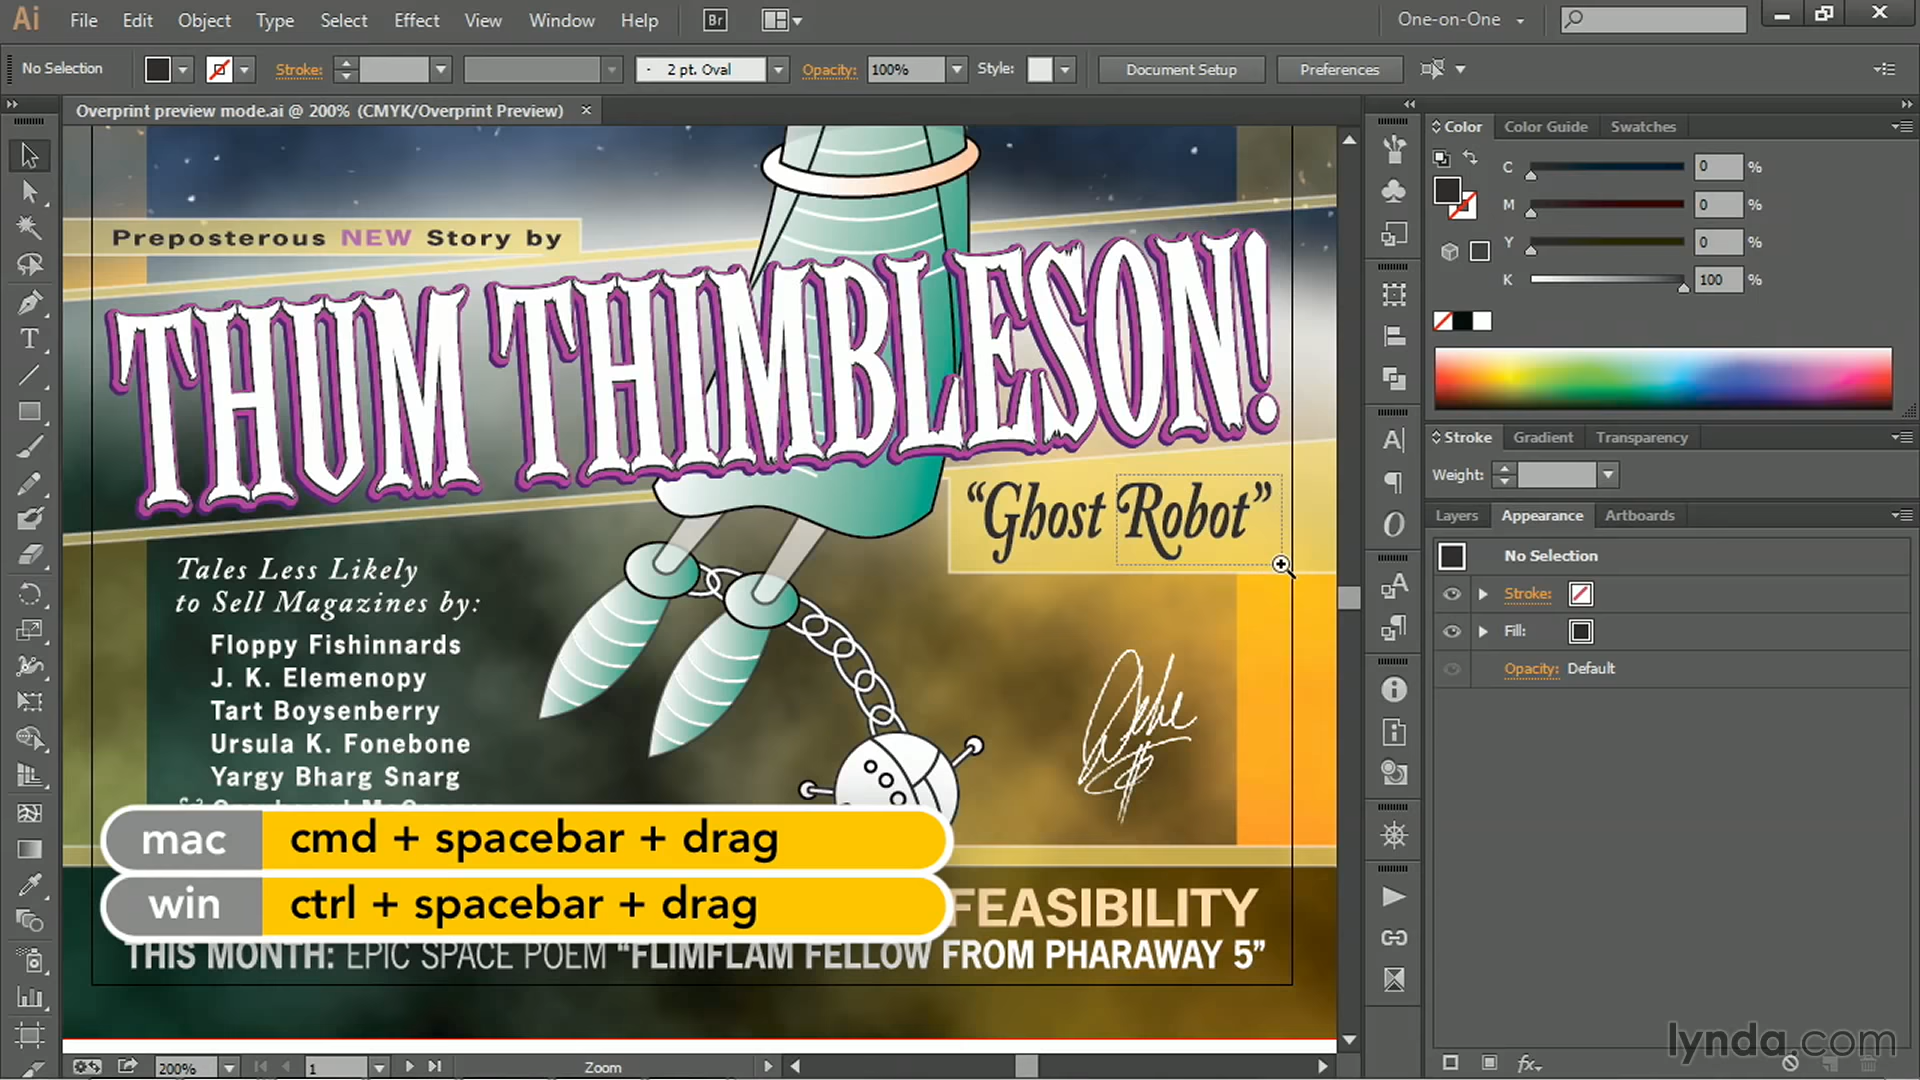 Ai File Edit Object Type Select Effect View Window Help Br One-on-One
No Selection Stroke: 2 pt. Oval Opacity: 100% Style: Document Setup Preferences
Overprint preview mode.ai @ 200% (CMYK/Overprint Preview) ×
Color Color Guide Swatches
C 0 %
M 0 %
Y 0 %
K 100 %
Stroke Gradient Transparency
Weight:
Layers Appearance Artboards
No Selection
Stroke:
Fill:
Opacity: Default
Preposterous NEW Story by
THUM THIMBLESON!
“Ghost Robot”
Tales Less Likely
to Sell Magazines by:
Floppy Fishinnards
J. K. Elemenopy
Tart Boysenberry
Ursula K. Fonebone
Yargy Bharg Snarg
mac cmd + spacebar + drag
win ctrl + spacebar + drag
FEASIBILITY
THIS MONTH: EPIC SPACE POEM “FLIMFLAM FELLOW FROM PHARAWAY 5”
200% 1 Zoom
fx
lynda.com